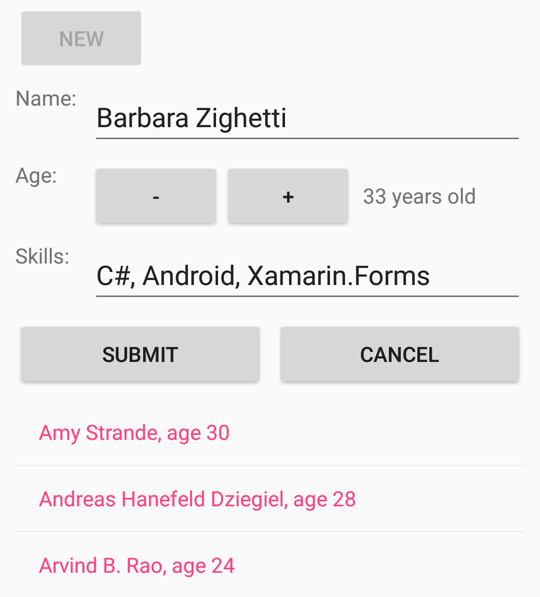 NEW
Name:
Barbara Zighetti
Age:
- + 33 years old
Skills:
C#, Android, Xamarin.Forms
SUBMIT CANCEL
Amy Strande, age 30
Andreas Hanefeld Dziegiel, age 28
Arvind B. Rao, age 24